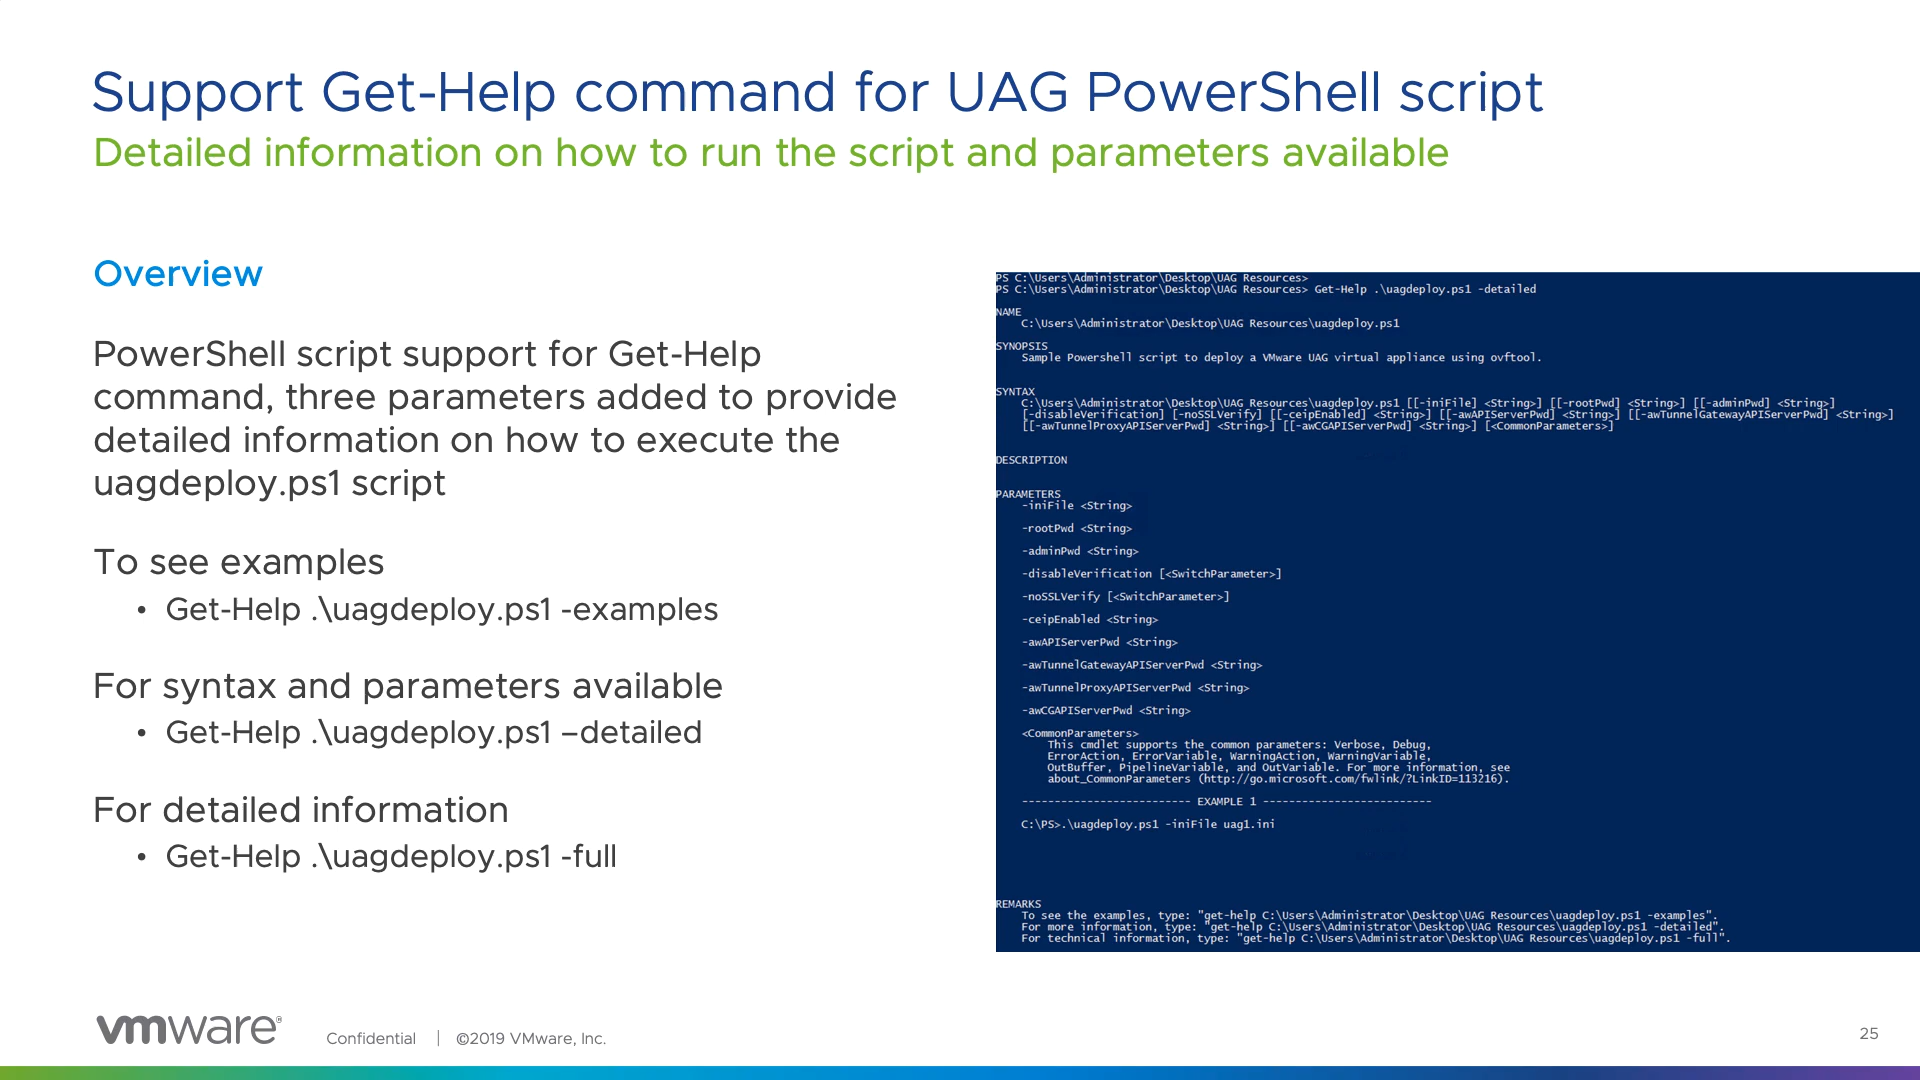 Support Get-Help command for UAG PowerShell script
Detailed information on how to run the script and parameters available
Overview
PowerShell script support for Get-Help
command, three parameters added to provide
detailed information on how to execute the
uagdeploy.ps1 script
To see examples
• Get-Help .\uagdeploy.ps1 -examples
For syntax and parameters available
• Get-Help .\uagdeploy.ps1 –detailed
For detailed information
• Get-Help .\uagdeploy.ps1 -full
PS C:\Users\Administrator\Desktop\UAG Resources>
PS C:\Users\Administrator\Desktop\UAG Resources> Get-Help .\uagdeploy.ps1 -detailed
NAME
C:\Users\Administrator\Desktop\UAG Resources\uagdeploy.ps1
SYNOPSIS
Sample Powershell script to deploy a VMware UAG virtual appliance using ovftool.
SYNTAX
C:\Users\Administrator\Desktop\UAG Resources\uagdeploy.ps1 [[-iniFile] <String>] [[-rootPwd] <String>] [[-adminPwd] <String>]
[-disableVerification] [-noSSLVerify] [[-ceipEnabled] <String>] [[-awAPIServerPwd] <String>] [[-awTunnelGatewayAPIServerPwd] <String>]
[[-awTunnelProxyAPIServerPwd] <String>] [[-awCGAPIServerPwd] <String>] [<CommonParameters>]
DESCRIPTION
PARAMETERS
-iniFile <String>
-rootPwd <String>
-adminPwd <String>
-disableVerification [<SwitchParameter>]
-noSSLVerify [<SwitchParameter>]
-ceipEnabled <String>
-awAPIServerPwd <String>
-awTunnelGatewayAPIServerPwd <String>
-awTunnelProxyAPIServerPwd <String>
-awCGAPIServerPwd <String>
<CommonParameters>
This cmdlet supports the common parameters: Verbose, Debug,
ErrorAction, ErrorVariable, WarningAction, WarningVariable,
OutBuffer, PipelineVariable, and OutVariable. For more information, see
about_CommonParameters (http://go.microsoft.com/fwlink/?LinkID=113216).
-------------------------- EXAMPLE 1 --------------------------
C:\PS>.\uagdeploy.ps1 -iniFile uag1.ini
REMARKS
To see the examples, type: "get-help C:\Users\Administrator\Desktop\UAG Resources\uagdeploy.ps1 -examples".
For more information, type: "get-help C:\Users\Administrator\Desktop\UAG Resources\uagdeploy.ps1 -detailed".
For technical information, type: "get-help C:\Users\Administrator\Desktop\UAG Resources\uagdeploy.ps1 -full".
vmware®
Confidential | ©2019 VMware, Inc.
25